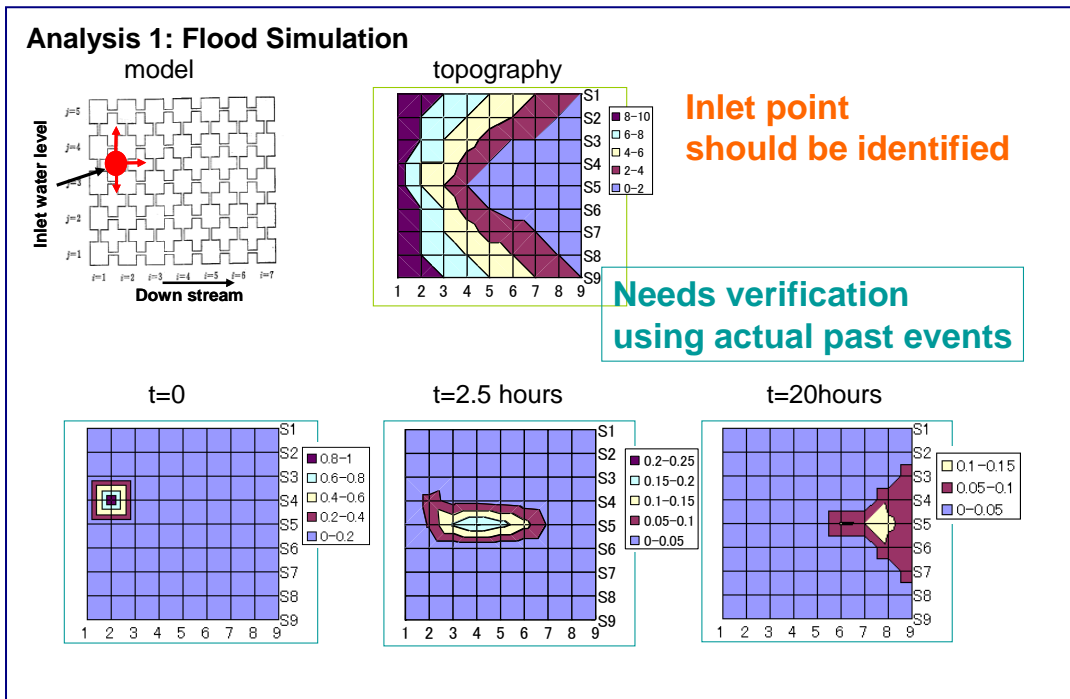 Analysis 1: Flood Simulation
model
j=5
j=4
j=3
j=2
j=1
i=1 i=2 i=3 i=4 i=5 i=6 i=7
Inlet water level
Down stream
topography
S1
S2
S3
S4
S5
S6
S7
S8
S9
1 2 3 4 5 6 7 8 9
8-10
6-8
4-6
2-4
0-2
Inlet point
should be identified
Needs verification
using actual past events
t=0
S1
S2
S3
S4
S5
S6
S7
S8
S9
1 2 3 4 5 6 7 8 9
0.8-1
0.6-0.8
0.4-0.6
0.2-0.4
0-0.2
t=2.5 hours
S1
S2
S3
S4
S5
S6
S7
S8
S9
1 2 3 4 5 6 7 8 9
0.2-0.25
0.15-0.2
0.1-0.15
0.05-0.1
0-0.05
t=20hours
S1
S2
S3
S4
S5
S6
S7
S8
S9
1 2 3 4 5 6 7 8 9
0.1-0.15
0.05-0.1
0-0.05